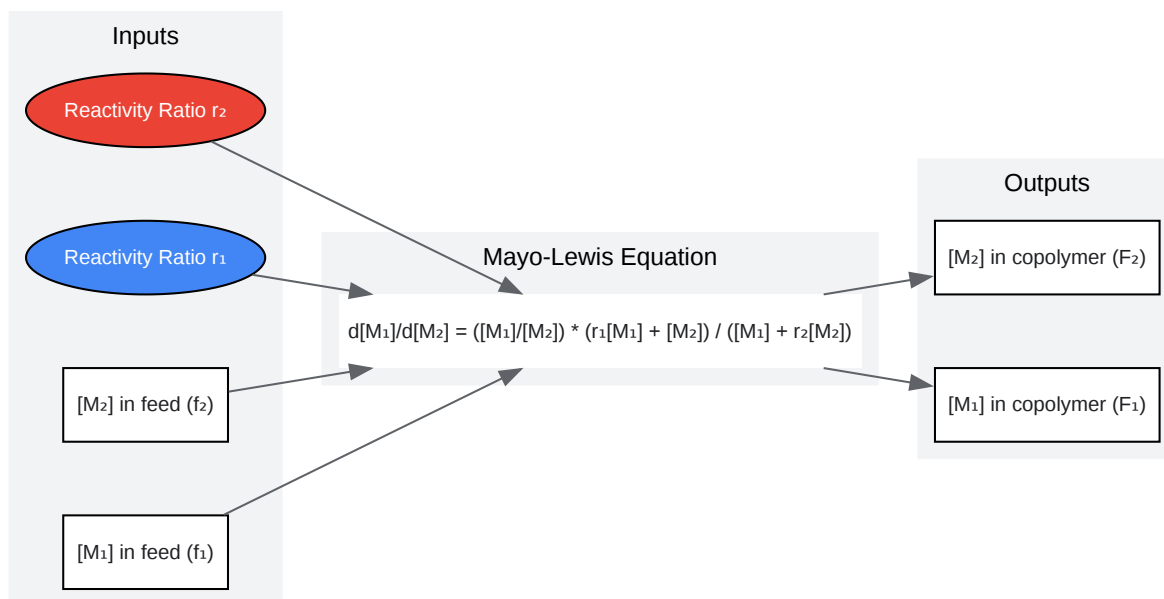 Inputs
Reactivity Ratio r₂
Reactivity Ratio r₁
[M₂] in feed (f₂)
[M₁] in feed (f₁)
Mayo-Lewis Equation
d[M₁]/d[M₂] = ([M₁]/[M₂]) * (r₁[M₁] + [M₂]) / ([M₁] + r₂[M₂])
Outputs
[M₂] in copolymer (F₂)
[M₁] in copolymer (F₁)